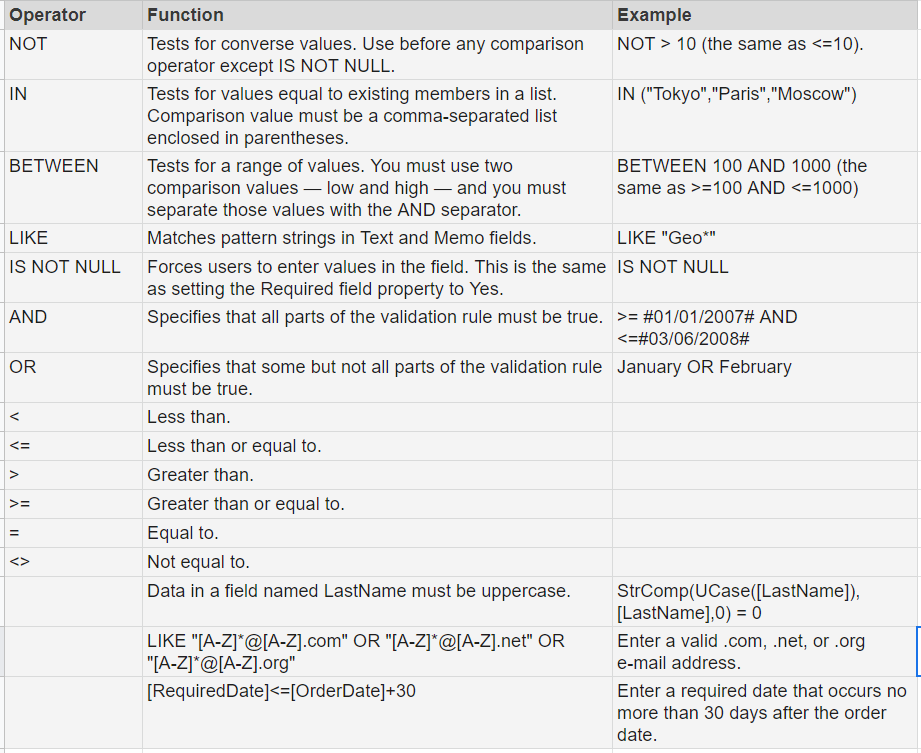 Operator Function Example
NOT Tests for converse values. Use before any comparison NOT > 10 (the same as <=10).
operator except IS NOT NULL.
IN Tests for values equal to existing members in a list. IN ("Tokyo","Paris","Moscow")
Comparison value must be a comma-separated list
enclosed in parentheses.
BETWEEN Tests for a range of values. You must use two BETWEEN 100 AND 1000 (the
comparison values — low and high — and you must same as >=100 AND <=1000)
separate those values with the AND separator.
LIKE Matches pattern strings in Text and Memo fields. LIKE "Geo*"
IS NOT NULL Forces users to enter values in the field. This is the same IS NOT NULL
as setting the Required field property to Yes.
AND Specifies that all parts of the validation rule must be true. >= #01/01/2007# AND
<=#03/06/2008#
OR Specifies that some but not all parts of the validation rule January OR February
must be true.
< Less than.
<= Less than or equal to.
> Greater than.
>= Greater than or equal to.
= Equal to.
<> Not equal to.
Data in a field named LastName must be uppercase. StrComp(UCase([LastName]),
[LastName],0) = 0
LIKE "[A-Z]*@[A-Z].com" OR "[A-Z]*@[A-Z].net" OR Enter a valid .com, .net, or .org
"[A-Z]*@[A-Z].org" e-mail address.
[RequiredDate]<=[OrderDate]+30 Enter a required date that occurs no
more than 30 days after the order
date.